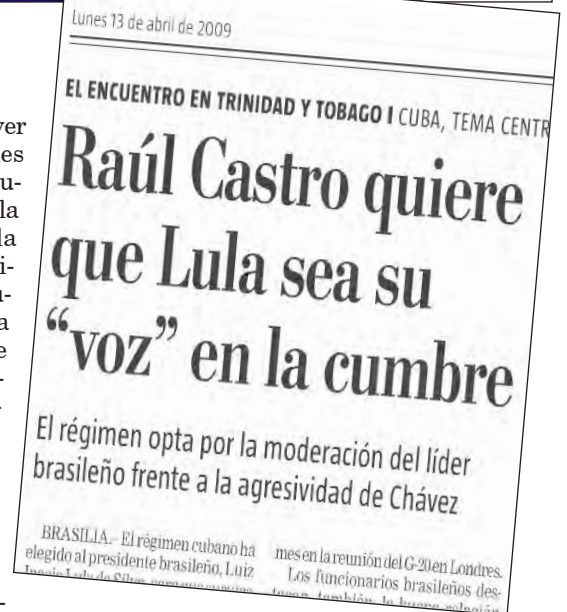 es
u-
la
la
i-
u-
a
e
Lunes 13 de abril de 2009
EL ENCUENTRO EN TRINIDAD Y TOBAGO I CUBA, TEMA CENTR
Raúl Castro quiere
que Lula sea su
“voz” en la cumbre
El régimen opta por la moderación del líder
brasileño frente a la agresividad de Chávez
BRASILIA.– El régimen cubano ha
elegido al presidente brasileño, Luiz
mes en la reunión del G-20 en Londres.
Los funcionarios brasileños des-